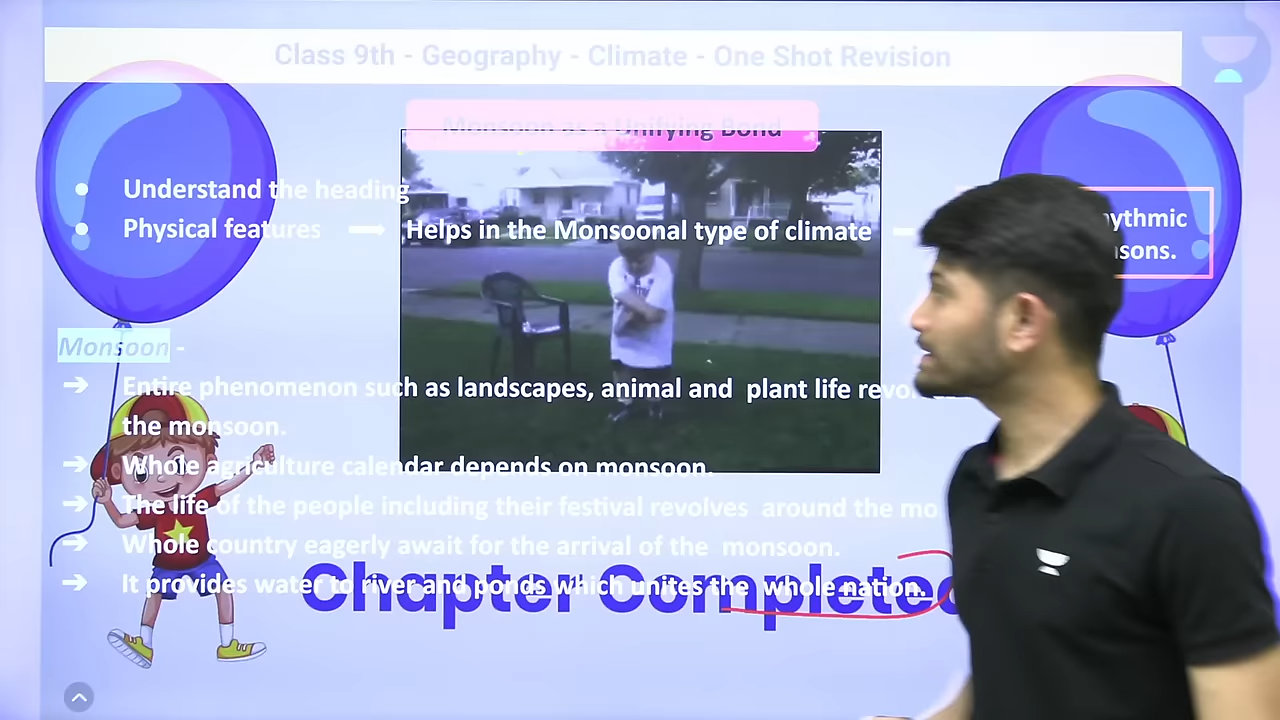 Class 9th - Geography - Climate - One Shot Revision
Monsoon as a Unifying Bond
● Understand the heading
● Physical features → Helps in the Monsoonal type of climate →
Monsoon -
➔ Entire phenomenon such as landscapes, animal and plant life
the monsoon.
➔ Whole agriculture calendar depends on monsoon.
➔ The life of the people including their festival revolves around the
➔ Whole country eagerly await for the arrival of the monsoon.
➔ It provides water to river and ponds which unites the whole nation.
Chapter Completed